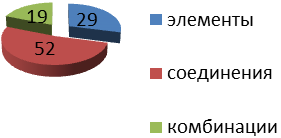 19
29
52
элементы
соединения
комбинации